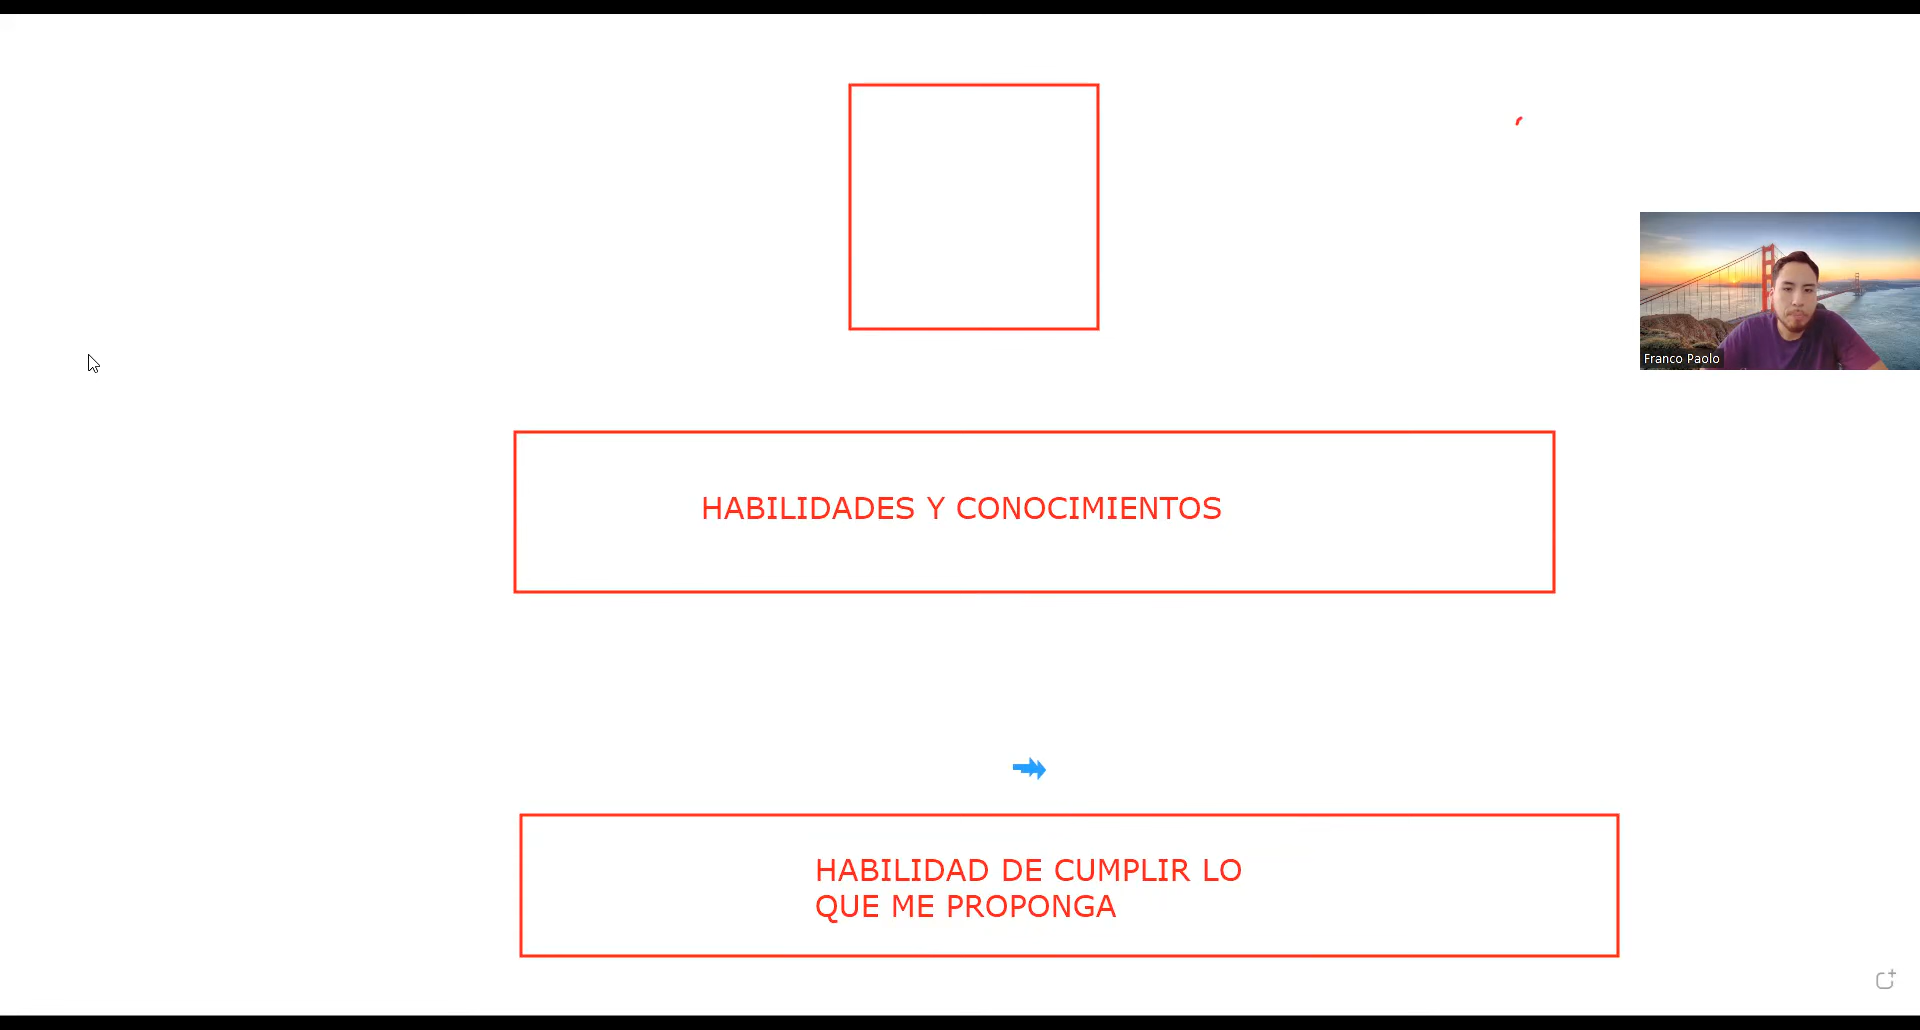 Franco Paolo
HABILIDADES Y CONOCIMIENTOS
HABILIDAD DE CUMPLIR LO
QUE ME PROPONGA